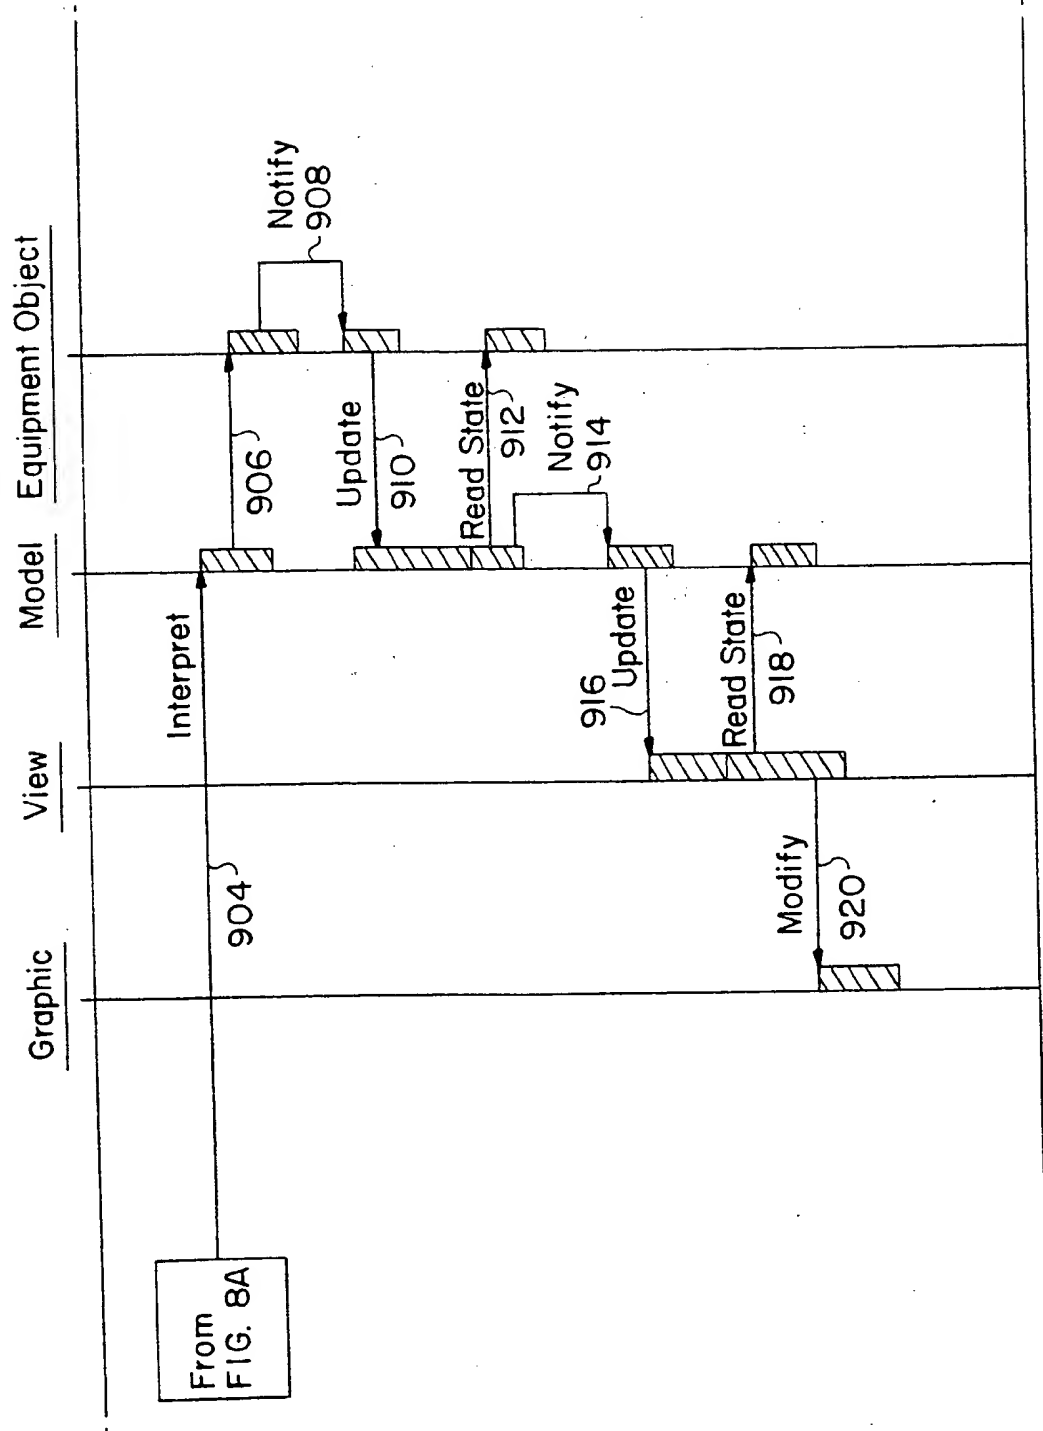 Graphic
View
Model
Equipment Object
From
FIG. 8A
904
Interpret
906
Notify
908
Update
910
Read State
912
Notify
914
916
Update
Read State
918
Modify
920